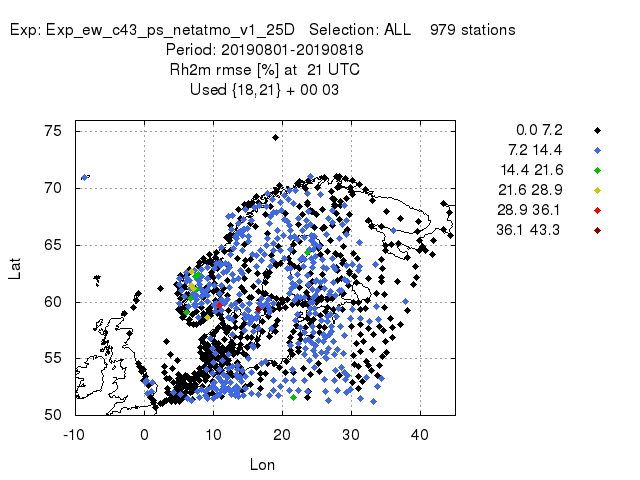 Exp: Exp_ew_c43_ps_netatmo_v1_25D Selection: ALL 979 stations
Period: 20190801-20190818
Rh2m rmse [%] at 21 UTC
Used {18,21} + 00 03
0.0 7.2
7.2 14.4
14.4 21.6
21.6 28.9
28.9 36.1
36.1 43.3
75
70
65
60
55
50
Lat
-10 0 10 20 30 40
Lon